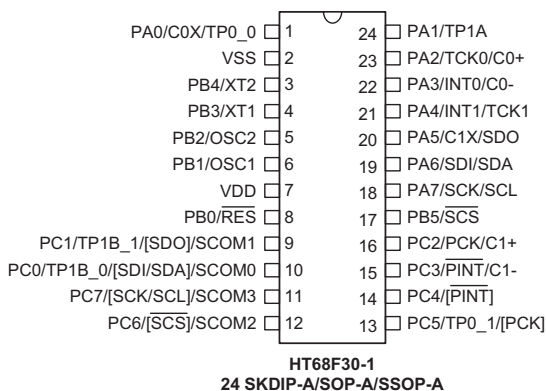 PA0/C0X/TP0_0 1 24 PA1/TP1A
VSS 2 23 PA2/TCK0/C0+
PB4/XT2 3 22 PA3/INT0/C0-
PB3/XT1 4 21 PA4/INT1/TCK1
PB2/OSC2 5 20 PA5/C1X/SDO
PB1/OSC1 6 19 PA6/SDI/SDA
VDD 7 18 PA7/SCK/SCL
PB0/RES 8 17 PB5/SCS
PC1/TP1B_1/[SDO]/SCOM1 9 16 PC2/PCK/C1+
PC0/TP1B_0/[SDI/SDA]/SCOM0 10 15 PC3/PINT/C1-
PC7/[SCK/SCL]/SCOM3 11 14 PC4/[PINT]
PC6/[SCS]/SCOM2 12 13 PC5/TP0_1/[PCK]
HT68F30-1
24 SKDIP-A/SOP-A/SSOP-A